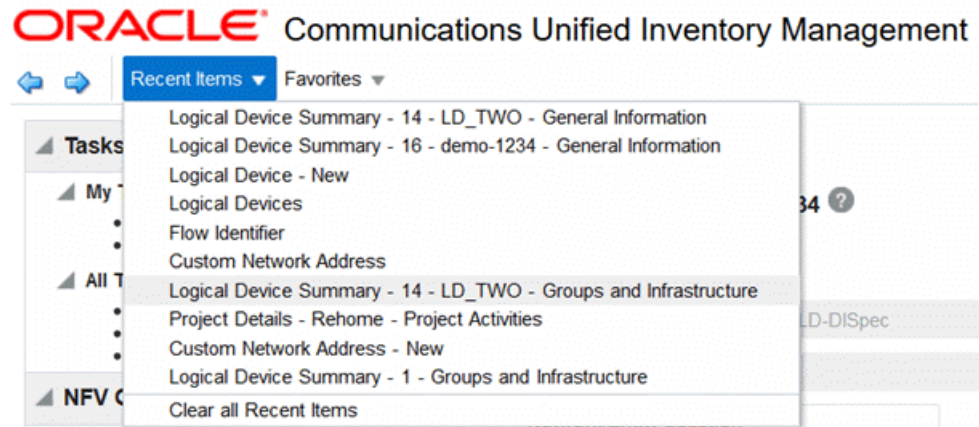 ORACLE Communications Unified Inventory Management
Recent Items Favorites
Logical Device Summary - 14 - LD_TWO - General Information
Tasks
Logical Device Summary - 16 - demo-1234 - General Information
Logical Device - New
My
Logical Devices
34
Flow Identifier
Custom Network Address
All T
Logical Device Summary - 14 - LD_TWO - Groups and Infrastructure
Project Details - Rehome - Project Activities
LD-DISpec
Custom Network Address - New
Logical Device Summary - 1 - Groups and Infrastructure
NFV
Clear all Recent Items